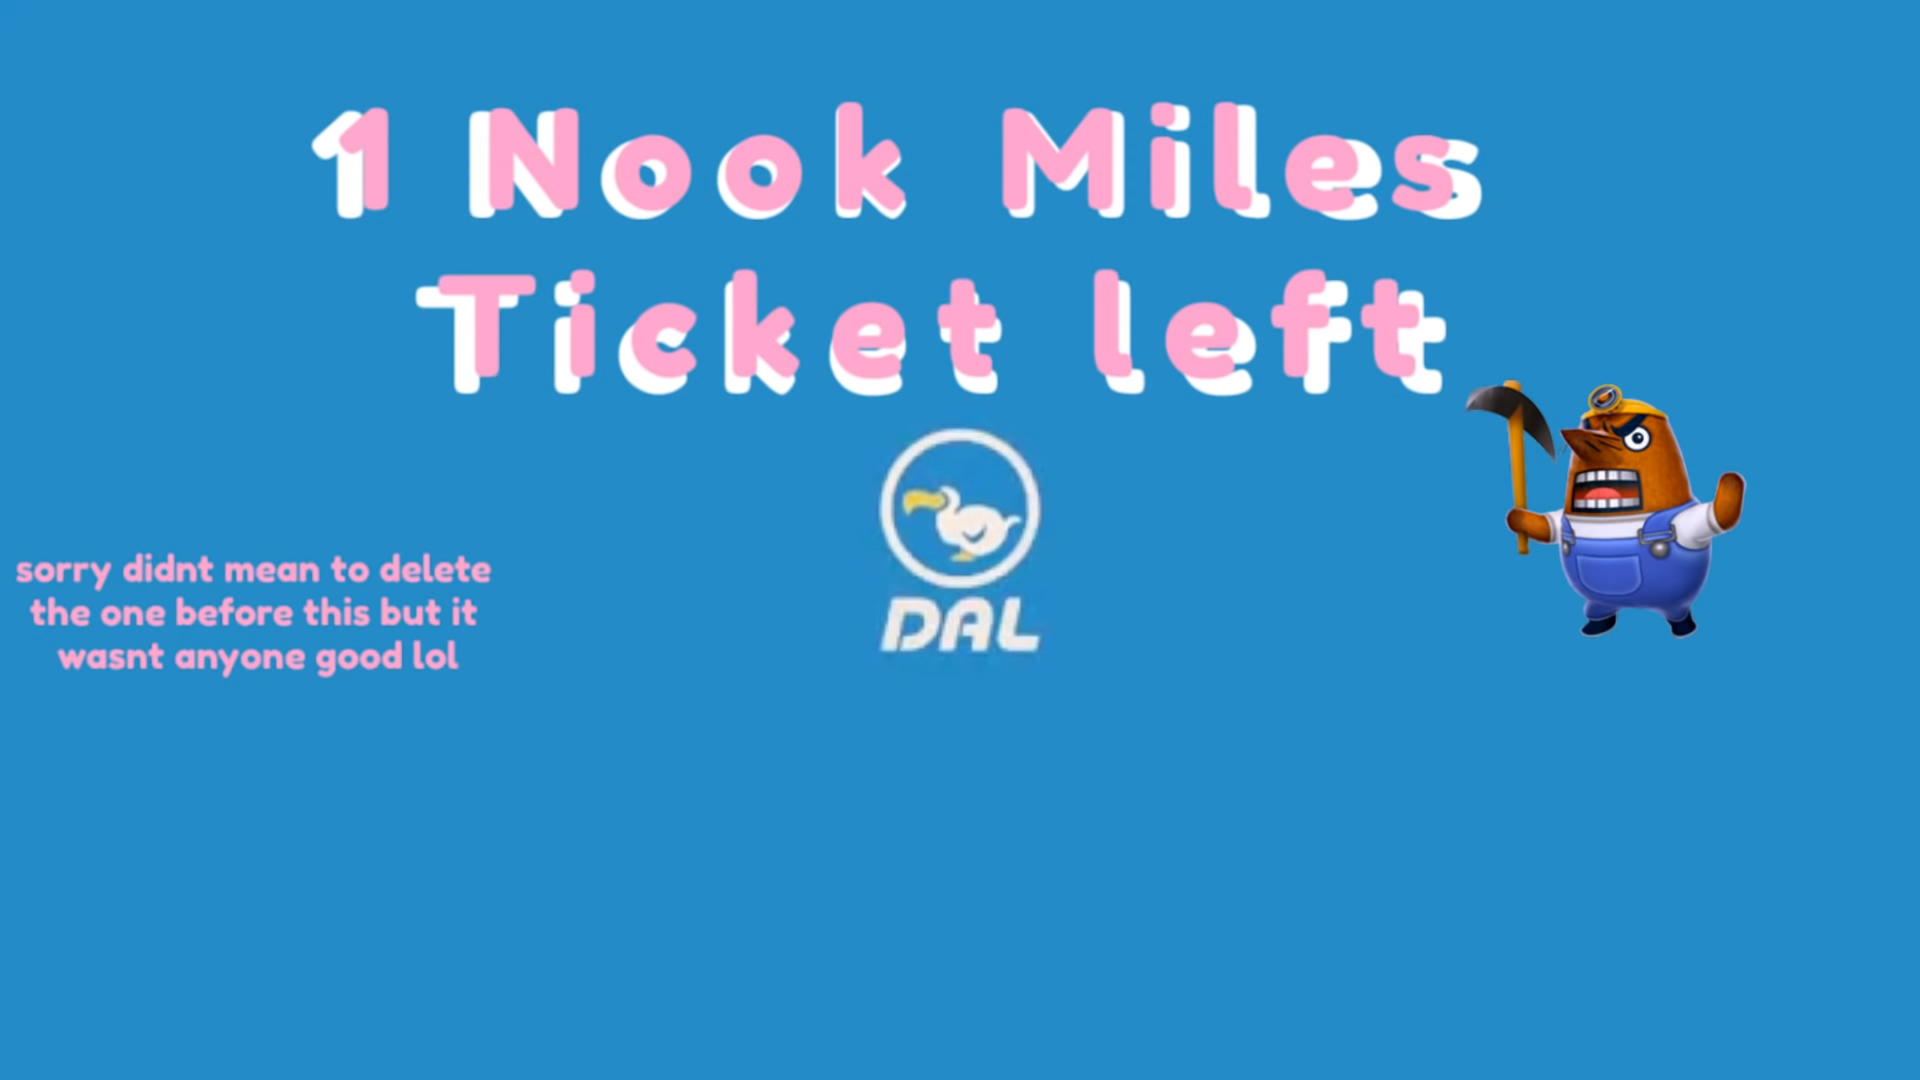 1 Nook Miles
Ticket left
DAL
sorry didnt mean to delete
the one before this but it
wasnt anyone good lol